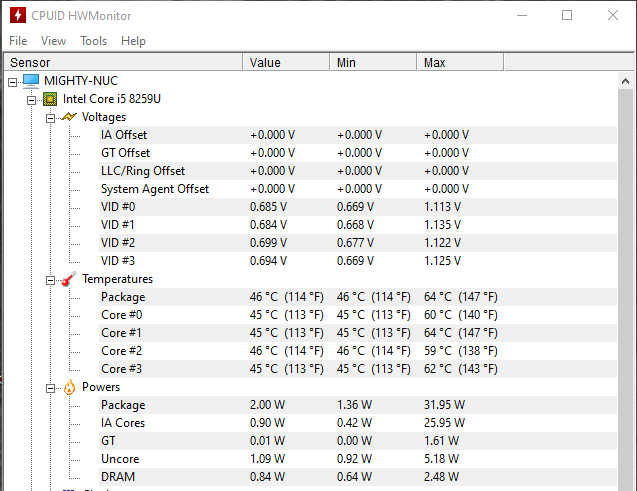 CPUID HWMonitor
File View Tools Help
Sensor Value Min Max
MIGHTY-NUC
Intel Core i5 8259U
Voltages
IA Offset +0.000 V +0.000 V +0.000 V
GT Offset +0.000 V +0.000 V +0.000 V
LLC/Ring Offset +0.000 V +0.000 V +0.000 V
System Agent Offset +0.000 V +0.000 V +0.000 V
VID #0 0.685 V 0.669 V 1.113 V
VID #1 0.684 V 0.668 V 1.135 V
VID #2 0.699 V 0.677 V 1.122 V
VID #3 0.694 V 0.669 V 1.125 V
Temperatures
Package 46 °C (114 °F) 46 °C (114 °F) 64 °C (147 °F)
Core #0 45 °C (113 °F) 45 °C (113 °F) 60 °C (140 °F)
Core #1 45 °C (113 °F) 45 °C (113 °F) 64 °C (147 °F)
Core #2 46 °C (114 °F) 46 °C (114 °F) 59 °C (138 °F)
Core #3 45 °C (113 °F) 45 °C (113 °F) 62 °C (143 °F)
Powers
Package 2.00 W 1.36 W 31.95 W
IA Cores 0.90 W 0.42 W 25.95 W
GT 0.01 W 0.00 W 1.61 W
Uncore 1.09 W 0.92 W 5.18 W
DRAM 0.84 W 0.64 W 2.48 W